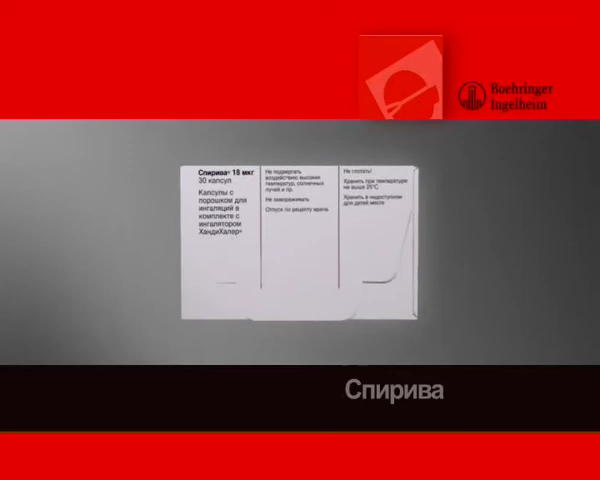 Boehringer
Ingelheim
Спирива® 18 мкг
30 капсул
Капсулы с
порошком для
ингаляций в
комплекте с
ингалятором
ХандиХалер®
Не подвергать
воздействию высоких
температур, солнечных
лучей и пр.
Не замораживать
Отпуск по рецепту врача
Не глотать!
Хранить при температуре
не выше 25°C
Хранить в недоступном
для детей месте
Спирива